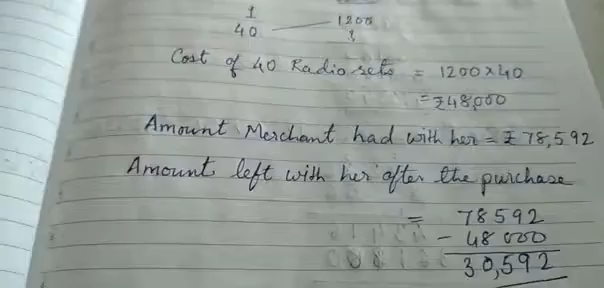 1
40 — 1200
?
Cost of 40 Radio sets = 1200×40
= ₹48,000
Amount Merchant had with her = ₹78,592
Amount left with her after the purchase
= 78592
- 48000
30,592